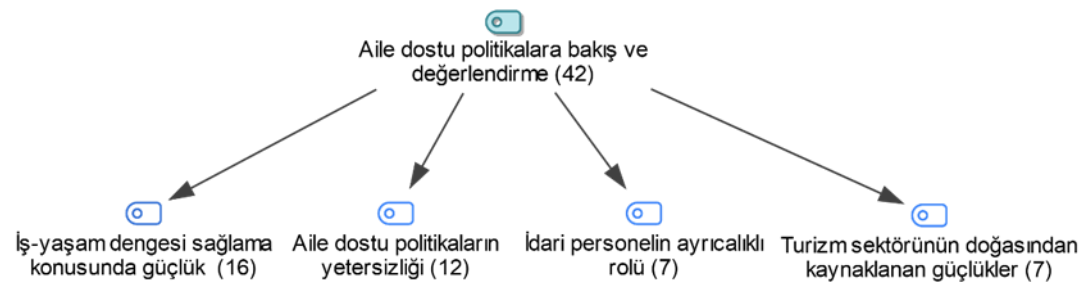 Aile dostu politikalara bakış ve
değerlendirme (42)
İş-yaşam dengesi sağlama
konusunda güçlük (16)
Aile dostu politikaların
yetersizliği (12)
İdari personelin ayrıcalıklı
rolü (7)
Turizm sektörünün doğasından
kaynaklanan güçlükler (7)